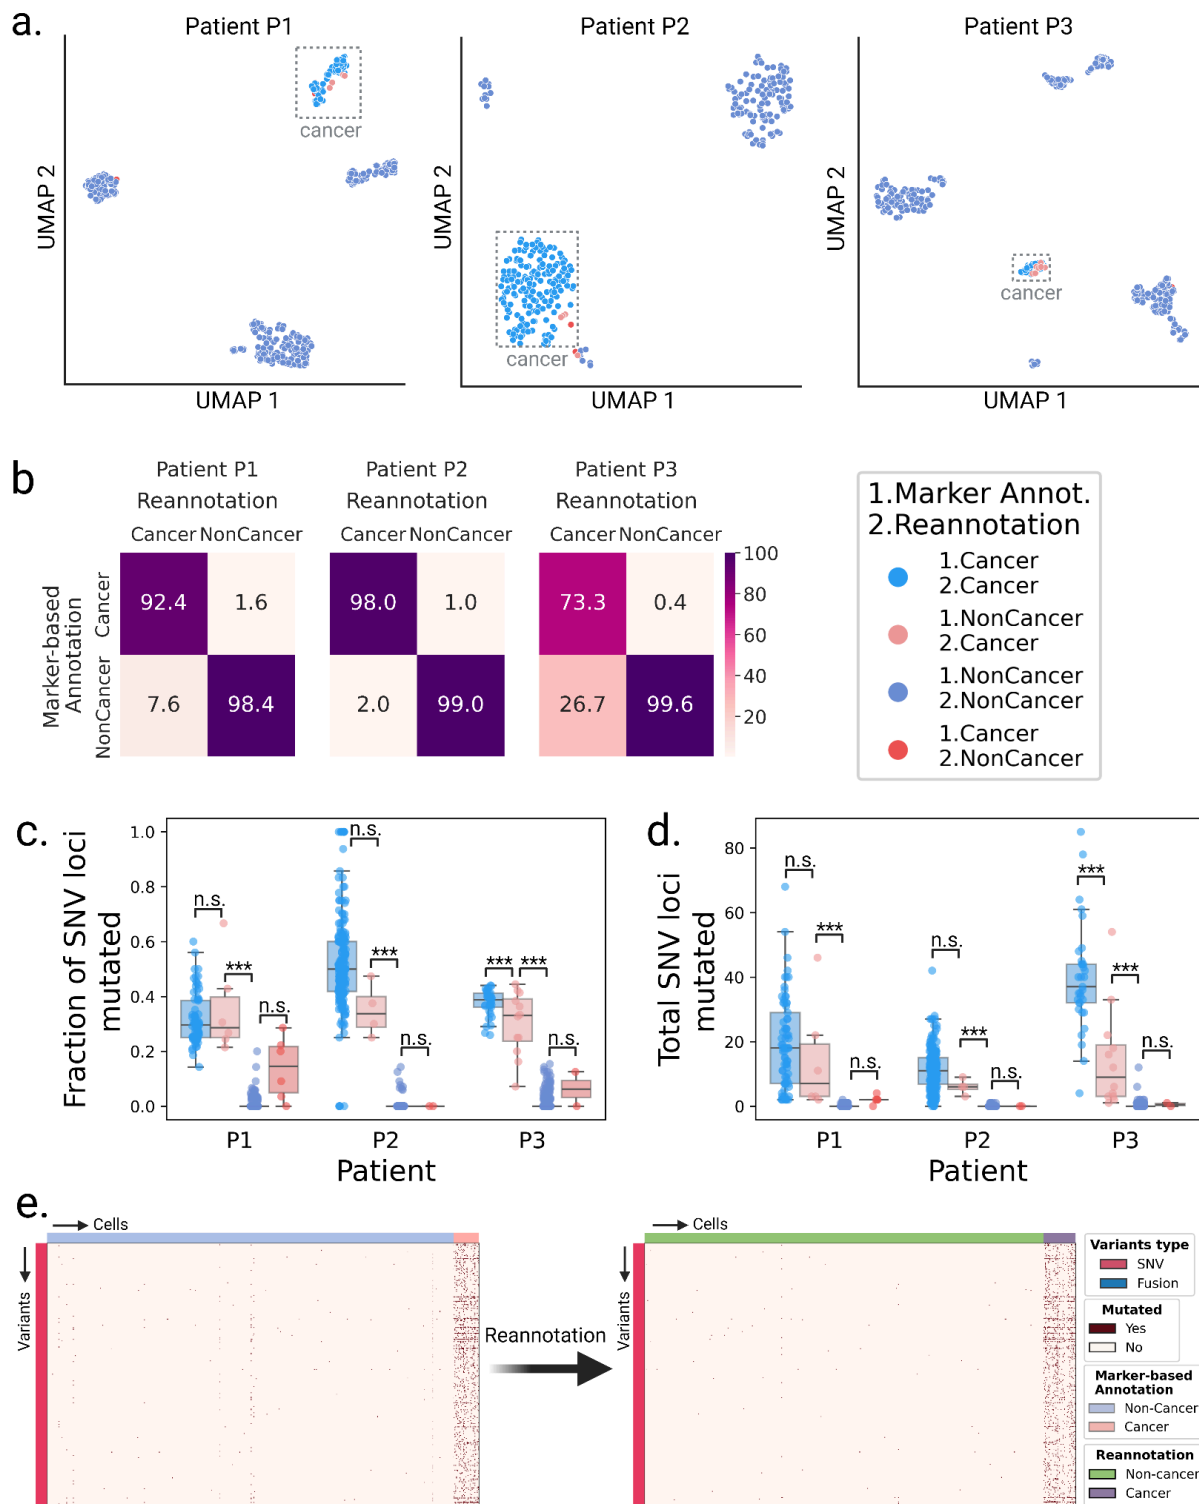 a.
Patient P1
Patient P2
Patient P3
UMAP 2
UMAP 2
UMAP 2
cancer
cancer
cancer
UMAP 1
UMAP 1
UMAP 1
b
Patient P1
Patient P2
Patient P3
Reannotation
Reannotation
Reannotation
Cancer NonCancer
Cancer NonCancer
Cancer NonCancer
Marker-based
Annotation
Cancer
NonCancer
92.4 1.6
98.0 1.0
73.3 0.4
7.6 98.4
2.0 99.0
26.7 99.6
100
80
60
40
20
1.Marker Annot.
2.Reannotation
1.Cancer
2.Cancer
1.NonCancer
2.Cancer
1.NonCancer
2.NonCancer
1.Cancer
2.NonCancer
c.
Fraction of SNV loci
mutated
1.0
0.8
0.6
0.4
0.2
0.0
n.s.
***
n.s.
n.s.
***
n.s.
***
***
n.s.
P1
P2
P3
Patient
d.
Total SNV loci
mutated
80
60
40
20
0
n.s.
***
n.s.
n.s.
***
n.s.
***
***
n.s.
P1
P2
P3
Patient
e.
Cells
Variants
Reannotation
Cells
Variants
Variants type
SNV
Fusion
Mutated
Yes
No
Marker-based
Annotation
Non-Cancer
Cancer
Reannotation
Non-cancer
Cancer